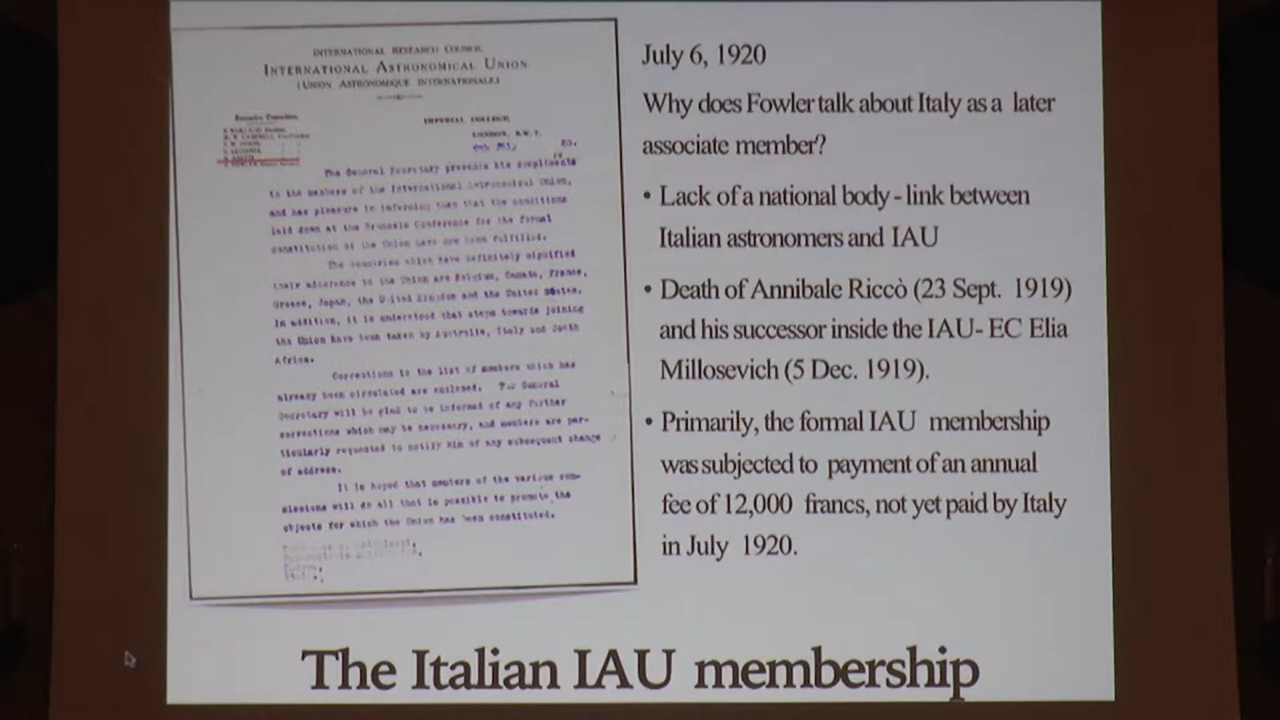 INTERNATIONAL RESEARCH COUNCIL.
INTERNATIONAL ASTRONOMICAL UNION.
(UNION ASTRONOMIQUE INTERNATIONALE.)
Executive Committee.
IMPERIAL COLLEGE,
LONDON, S.W. 7.
The General Secretary presents his compliments
to the members of the International Astronomical Union,
and has pleasure in informing them that the conditions
laid down at the Brussels Conference for the formal
constitution of the Union have now been fulfilled.
The countries which have definitely signified
their adherence to the Union are Belgium, Canada, France,
Greece, Japan, the United Kingdom and the United States.
In addition, it is understood that steps towards joining
the Union have been taken by Australia, Italy and South
Africa.
Corrections to the list of members which has
already been circulated are enclosed. The General
Secretary will be glad to be informed of any further
corrections which may be necessary, and members are par-
ticularly requested to notify him of any subsequent change
of address.
It is hoped that members of the various com-
missions will do all that is possible to promote the
objects for which the Union has been constituted.
July 6, 1920
Why does Fowler talk about Italy as a later
associate member?
• Lack of a national body - link between
Italian astronomers and IAU
• Death of Annibale Riccò (23 Sept. 1919)
and his successor inside the IAU- EC Elia
Millosevich (5 Dec. 1919).
• Primarily, the formal IAU membership
was subjected to payment of an annual
fee of 12,000 francs, not yet paid by Italy
in July 1920.
The Italian IAU membership